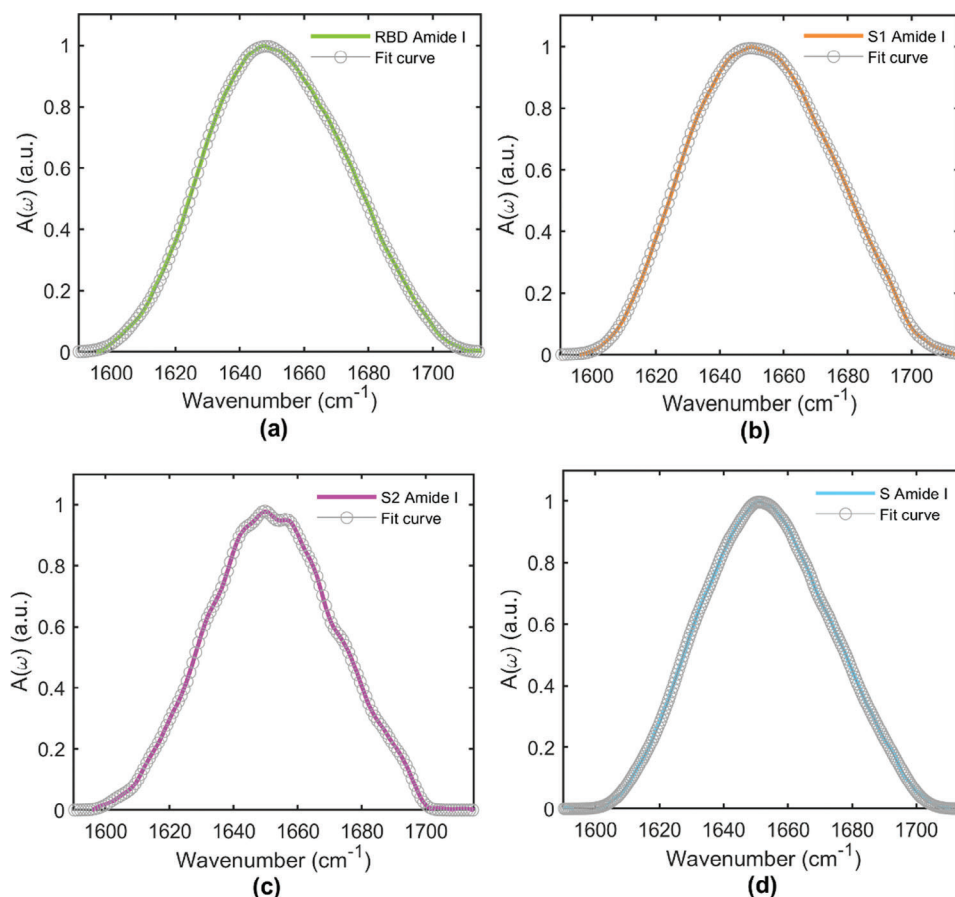 RBD Amide I
Fit curve
A(ω) (a.u.)
1
0.8
0.6
0.4
0.2
0
1600 1620 1640 1660 1680 1700
Wavenumber (cm⁻¹)
(a)
S1 Amide I
Fit curve
A(ω) (a.u.)
1
0.8
0.6
0.4
0.2
0
1600 1620 1640 1660 1680 1700
Wavenumber (cm⁻¹)
(b)
S2 Amide I
Fit curve
A(ω) (a.u.)
1
0.8
0.6
0.4
0.2
0
1600 1620 1640 1660 1680 1700
Wavenumber (cm⁻¹)
(c)
S Amide I
Fit curve
A(ω) (a.u.)
1
0.8
0.6
0.4
0.2
0
1600 1620 1640 1660 1680 1700
Wavenumber (cm⁻¹)
(d)